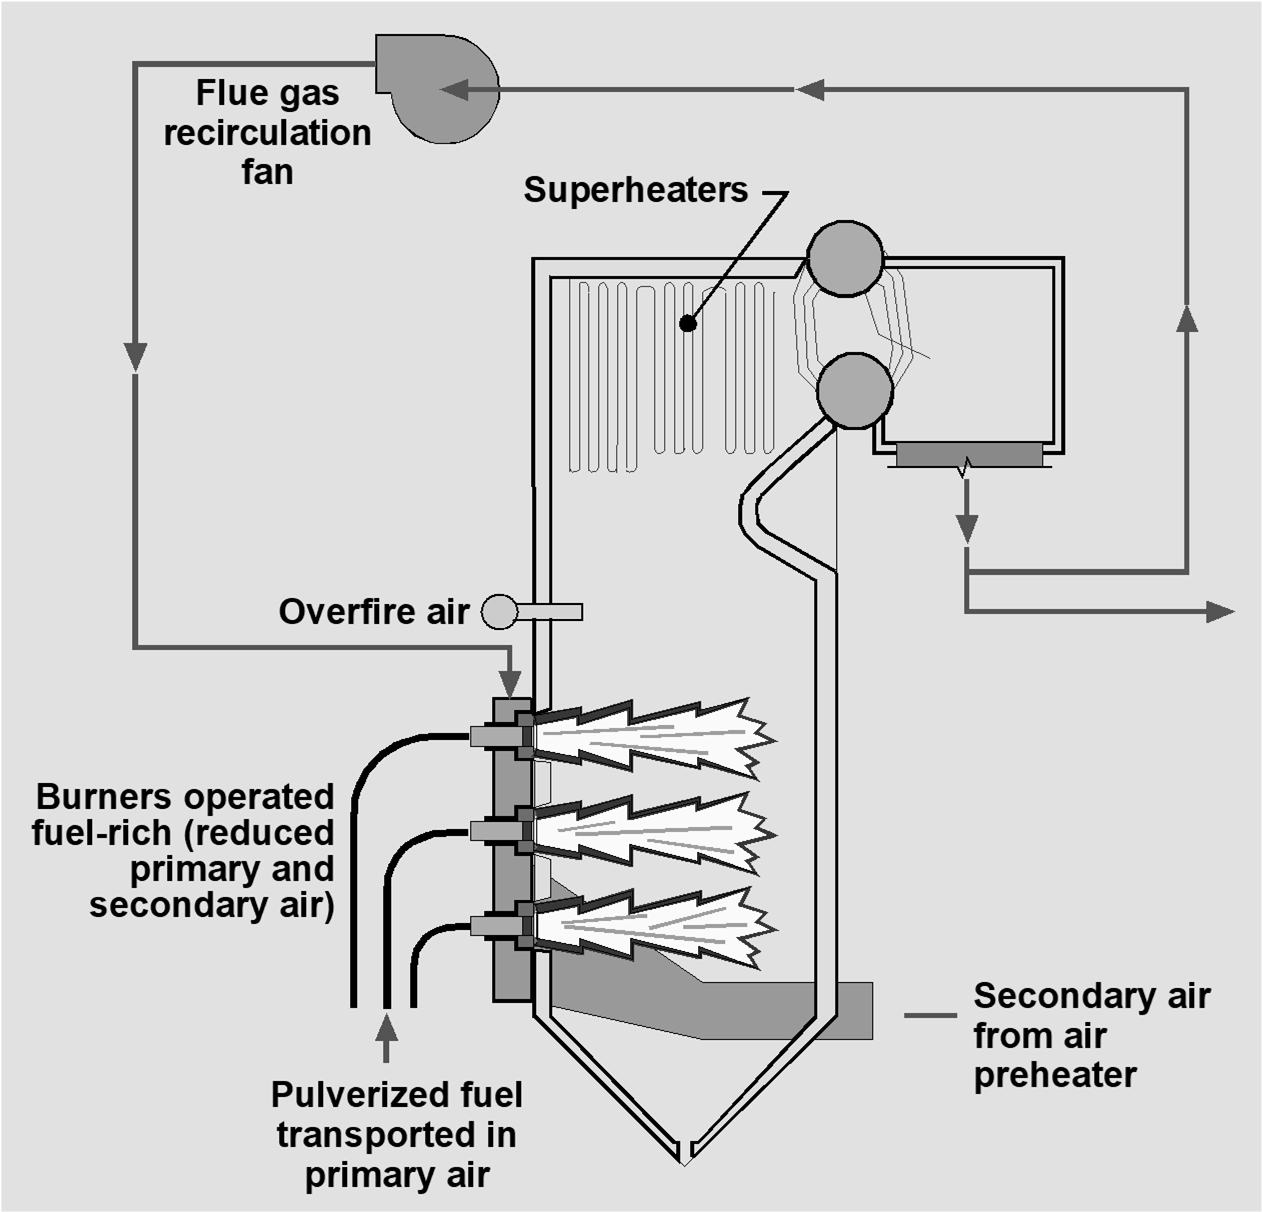 Flue gas
recirculation
fan
Superheaters
Overfire air
Burners operated
fuel-rich (reduced
primary and
secondary air)
Secondary air
from air
preheater
Pulverized fuel
transported in
primary air